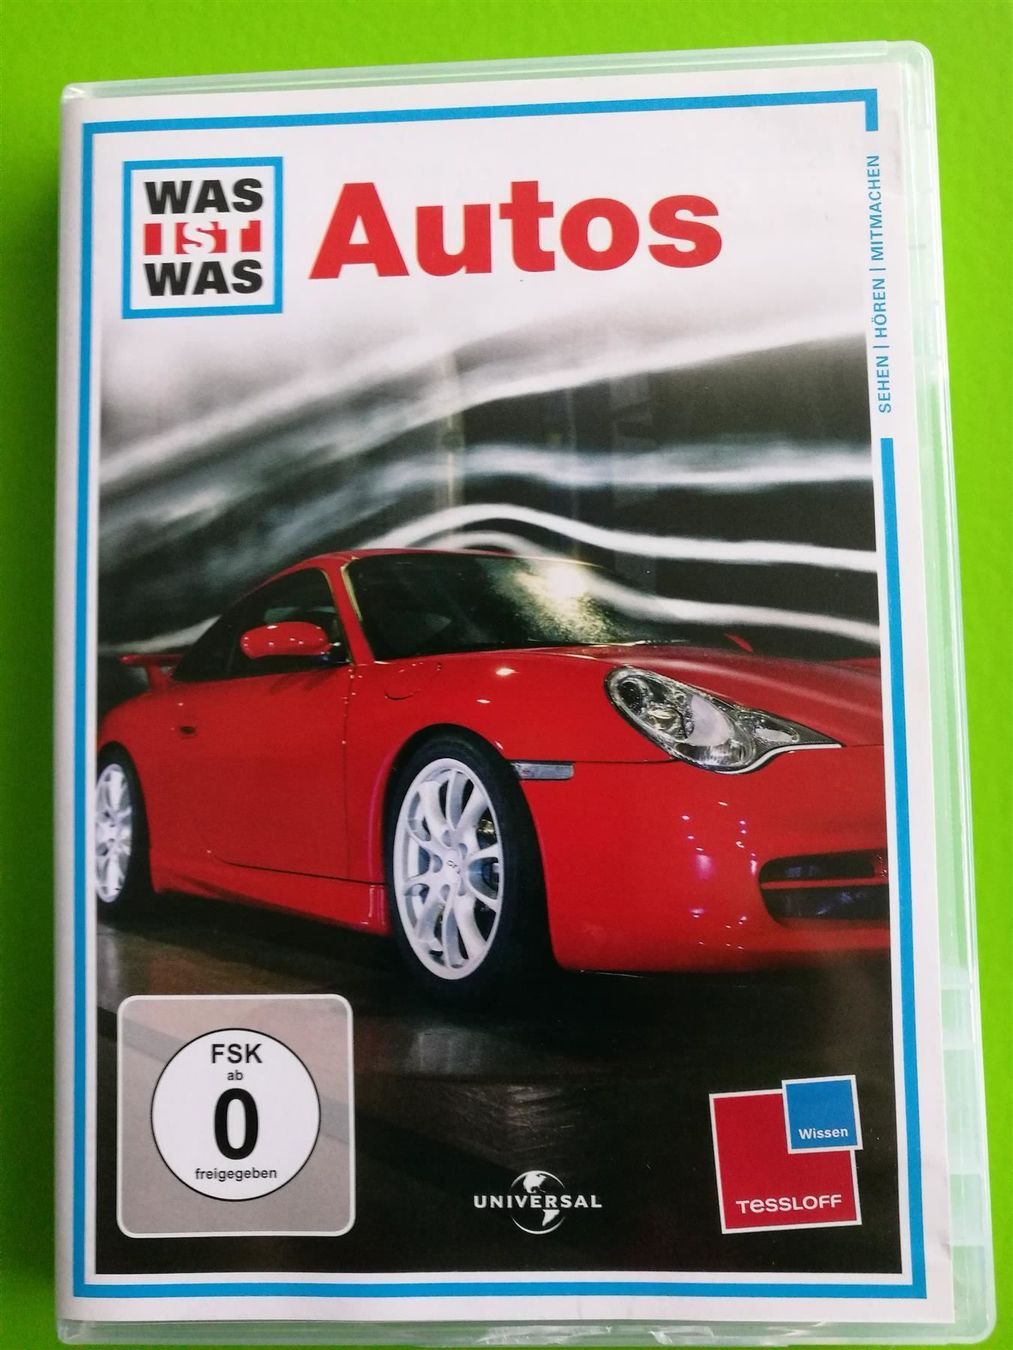 WAS
IST
WAS
Autos
SEHEN | HÖREN | MITMACHEN
FSK
ab
0
freigegeben
UNIVERSAL
Wissen
TESSLOFF